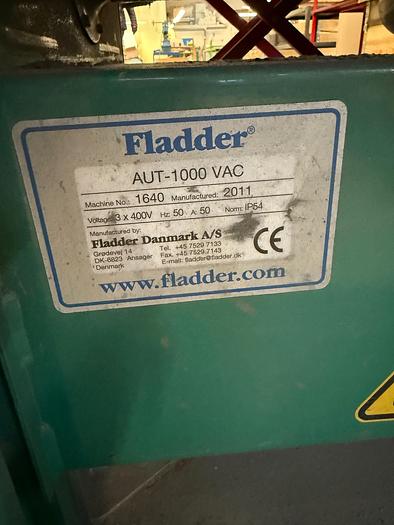 Fladder®
AUT-1000 VAC
Machine No.: 1640 Manufactured: 2011
Voltage: 3 x 400V Hz: 50 A: 50 Norm: IP54
Manufactured by:
Fladder Danmark A/S
Grødevej 14 Tel. +45 7529 7133
DK-6823 Ansager Fax. +45 7529 7143
Denmark E-mail: fladder@fladder.dk
CE
www.fladder.com